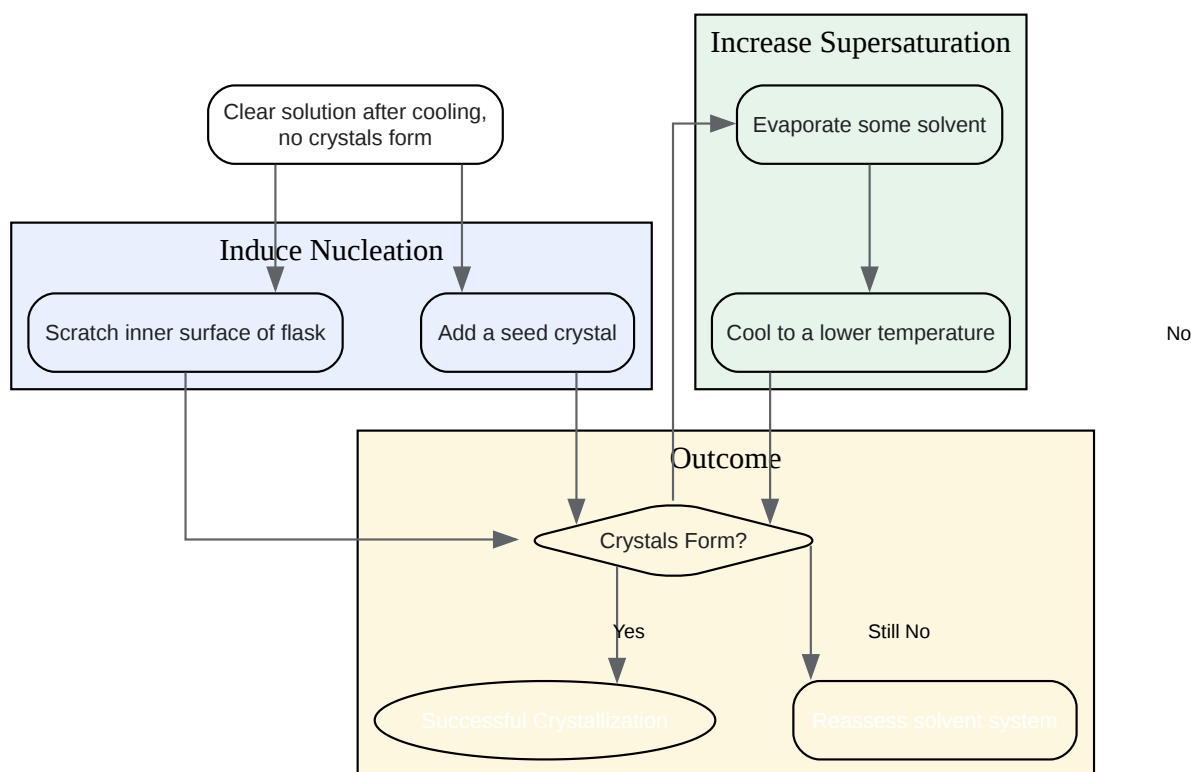 Increase Supersaturation
Clear solution after cooling,
no crystals form
Evaporate some solvent
Induce Nucleation
Scratch inner surface of flask
Add a seed crystal
Cool to a lower temperature
No
Outcome
Crystals Form?
Yes
Still No
Successful Crystallization
Reassess solvent system